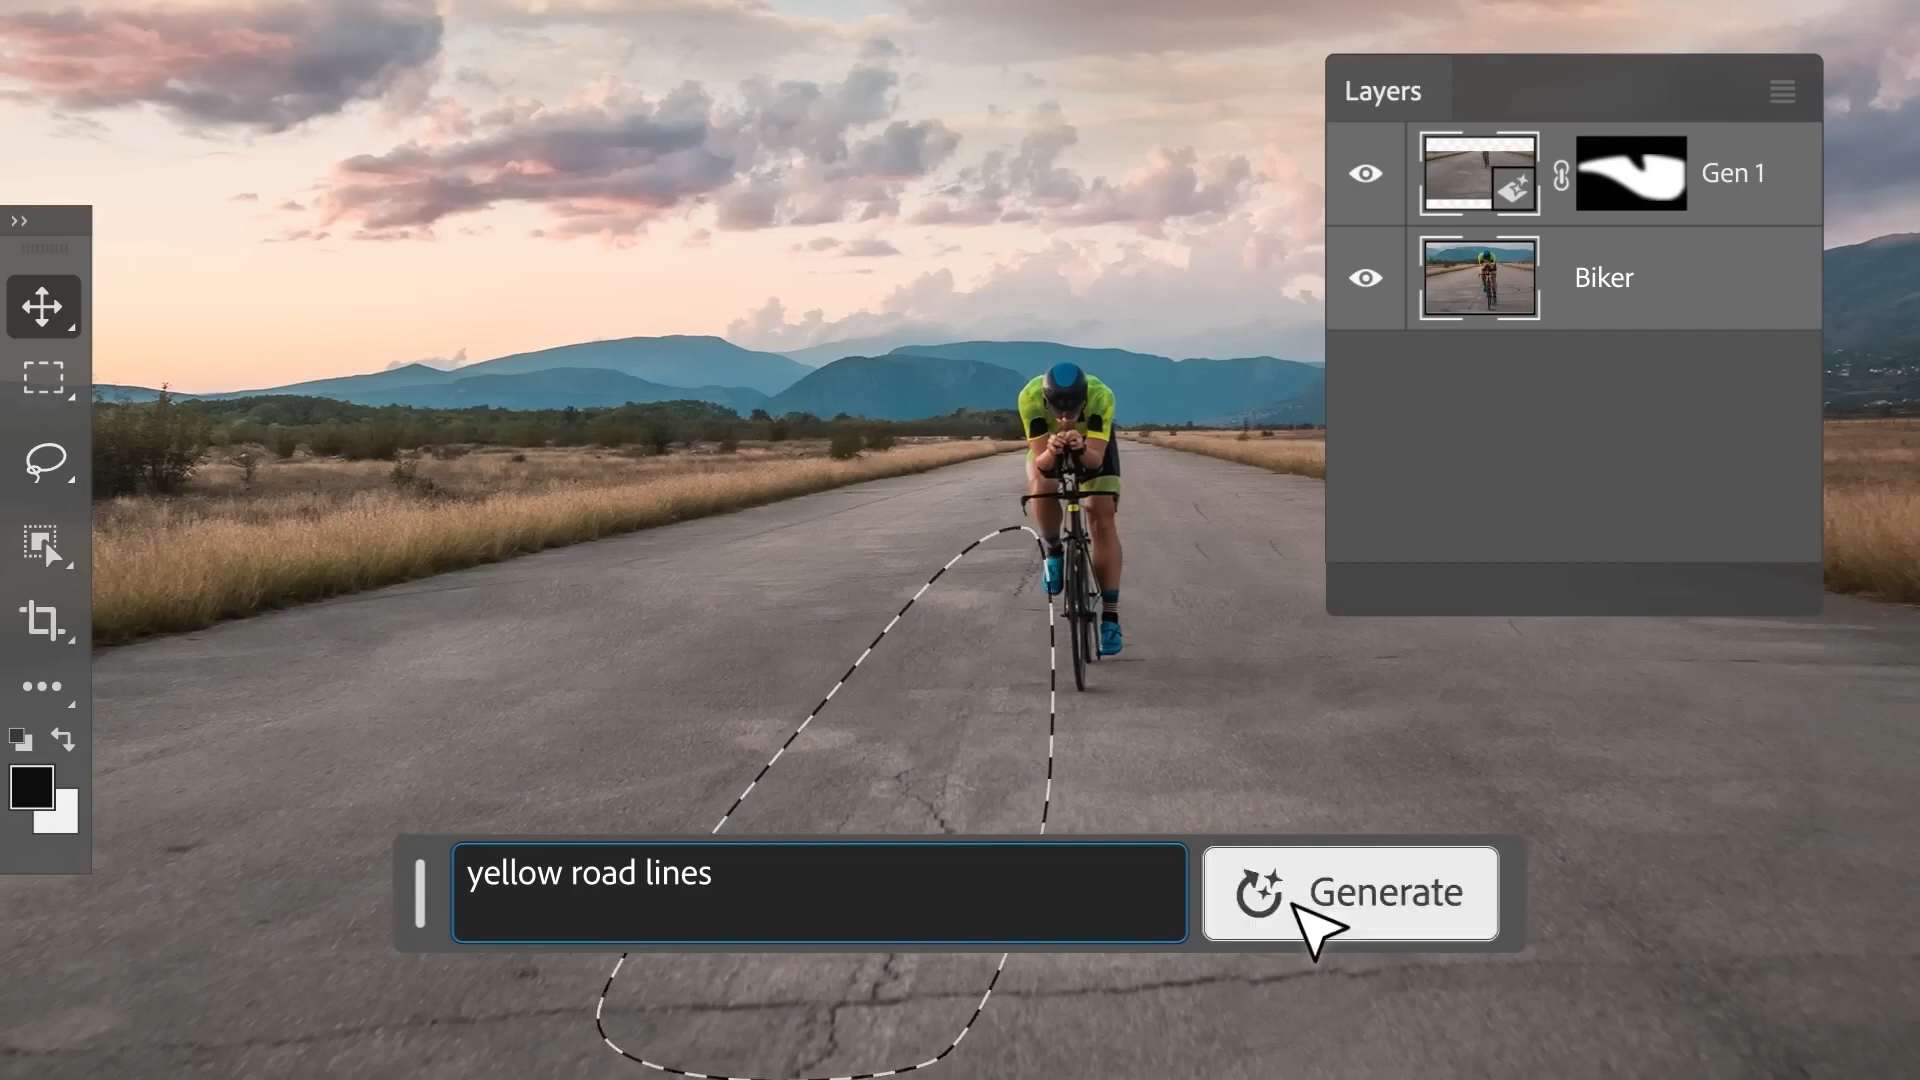 Layers
Gen 1
Biker
yellow road lines
Generate